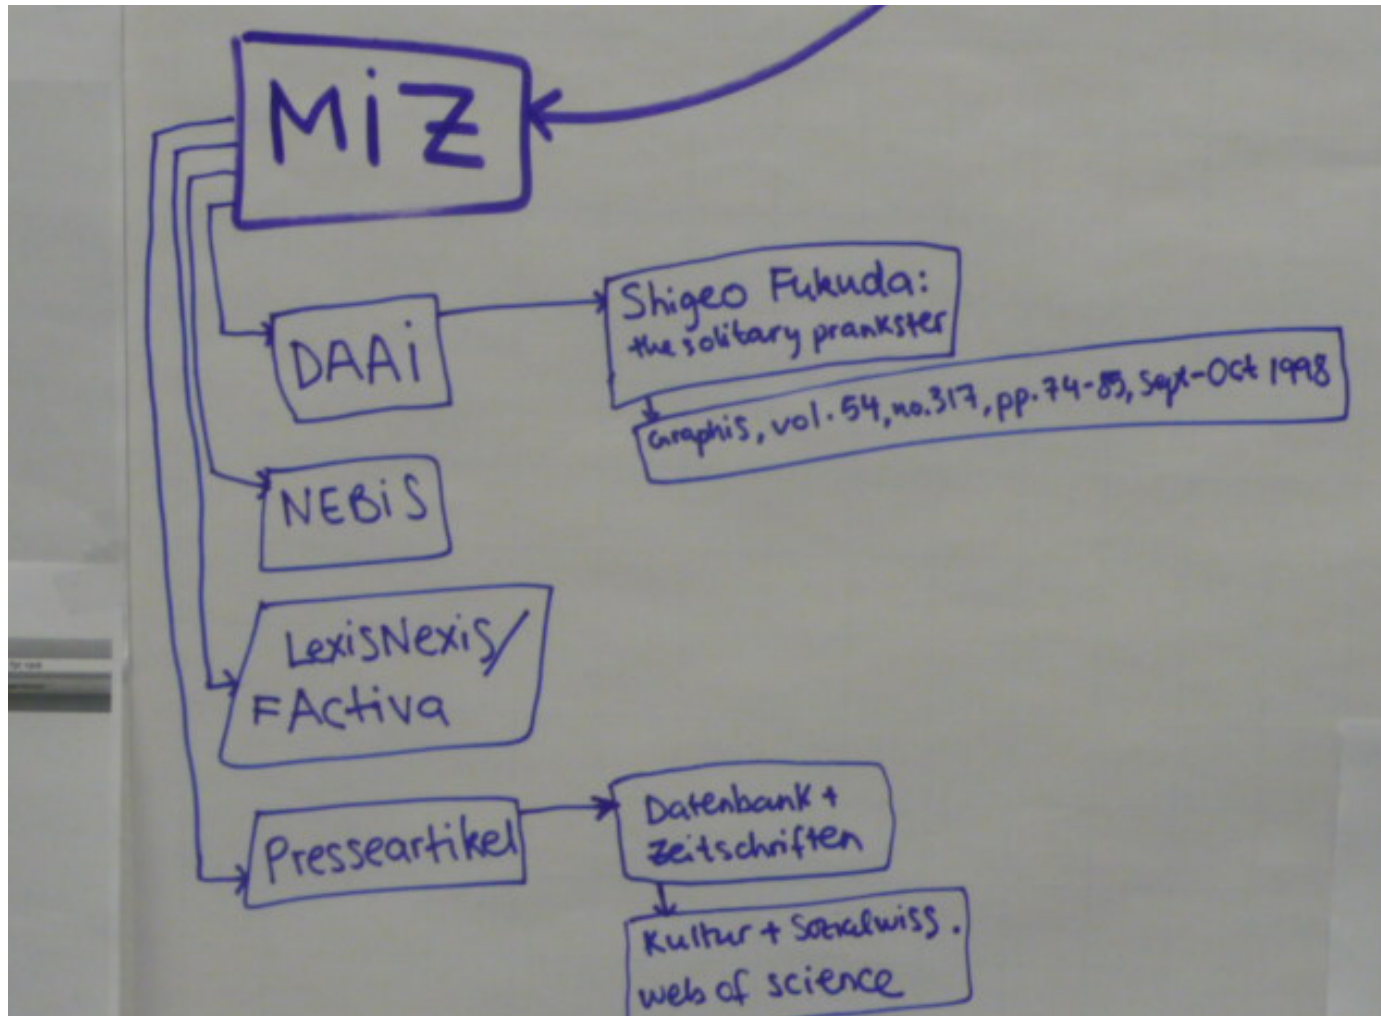 MiZ
DAAi
Shigeo Fukuda:
the solitary prankster
Graphis, vol. 54, no. 317, pp. 74-85, Sept-Oct 1998
NEBiS
LexisNexis/
FActiva
Presseartikel
Datenbank +
Zeitschriften
Kultur + Sozialwiss.
web of science